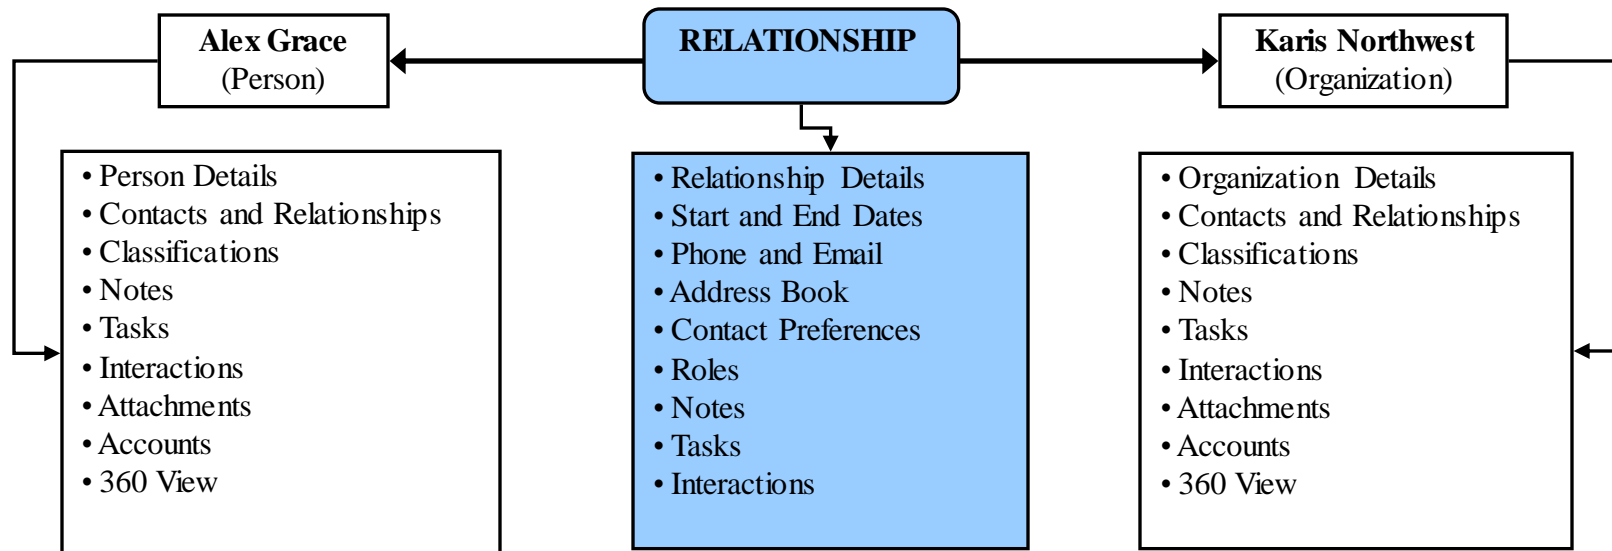 Alex Grace
(Person)
RELATIONSHIP
Karis Northwest
(Organization)
• Person Details
• Contacts and Relationships
• Classifications
• Notes
• Tasks
• Interactions
• Attachments
• Accounts
• 360 View
• Relationship Details
• Start and End Dates
• Phone and Email
• Address Book
• Contact Preferences
• Roles
• Notes
• Tasks
• Interactions
• Organization Details
• Contacts and Relationships
• Classifications
• Notes
• Tasks
• Interactions
• Attachments
• Accounts
• 360 View